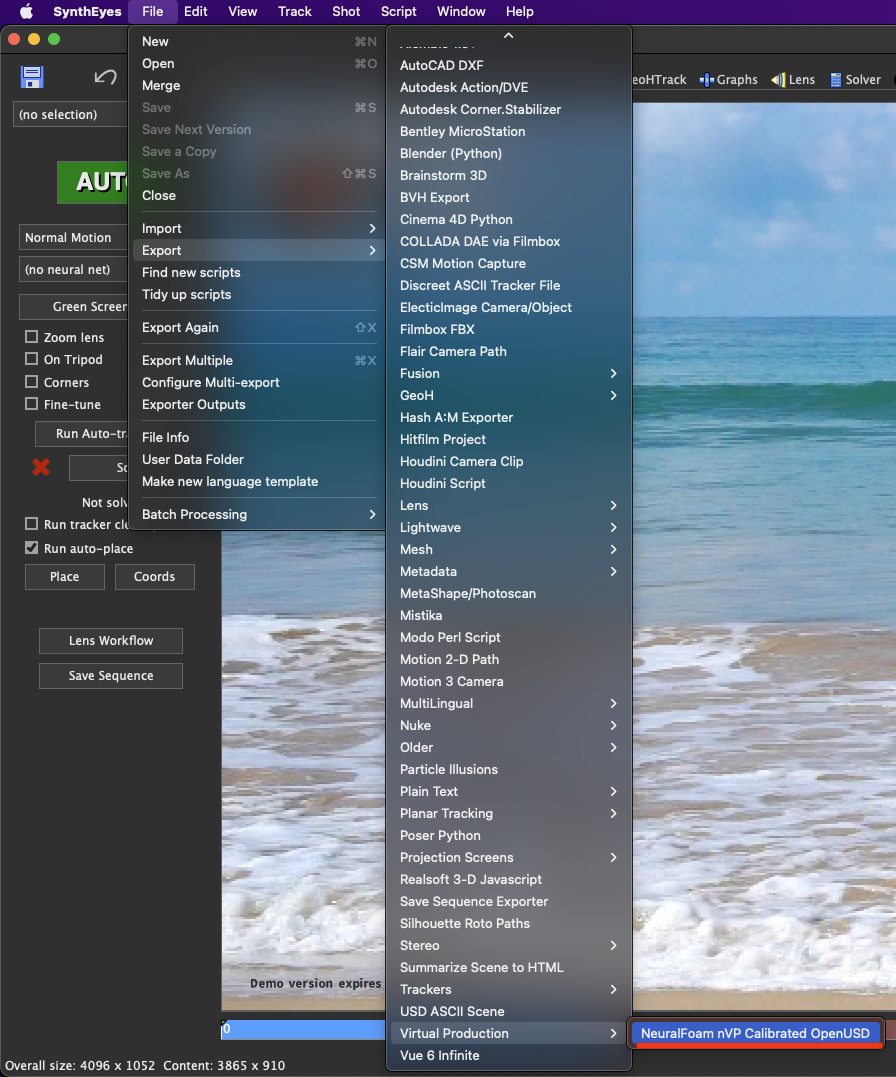 SynthEyes File Edit View Track Shot Script Window Help
(no selection)
AUT
Normal Motion
(no neural net)
Green Screen
Zoom lens
On Tripod
Corners
Fine-tune
Run Auto-tra
Not solv
Run tracker cle
Run auto-place
Place Coords
Lens Workflow
Save Sequence
New ⌘N
Open ⌘O
Merge
Save ⌘S
Save Next Version
Save a Copy
Save As ⇧⌘S
Close
Import
Export
Find new scripts
Tidy up scripts
Export Again ⇧X
Export Multiple ⌘X
Configure Multi-export
Exporter Outputs
File Info
User Data Folder
Make new language template
Batch Processing
AutoCAD DXF
Autodesk Action/DVE
Autodesk Corner.Stabilizer
Bentley MicroStation
Blender (Python)
Brainstorm 3D
BVH Export
Cinema 4D Python
COLLADA DAE via Filmbox
CSM Motion Capture
Discreet ASCII Tracker File
ElecticImage Camera/Object
Filmbox FBX
Flair Camera Path
Fusion
GeoH
Hash A:M Exporter
Hitfilm Project
Houdini Camera Clip
Houdini Script
Lens
Lightwave
Mesh
Metadata
MetaShape/Photoscan
Mistika
Modo Perl Script
Motion 2-D Path
Motion 3 Camera
MultiLingual
Nuke
Older
Particle Illusions
Plain Text
Planar Tracking
Poser Python
Projection Screens
Realsoft 3-D Javascript
Save Sequence Exporter
Silhouette Roto Paths
Stereo
Summarize Scene to HTML
Trackers
USD ASCII Scene
Virtual Production
Vue 6 Infinite
NeuralFoam nVP Calibrated OpenUSD
eoHTrack Graphs Lens Solver
Demo version expires
0
Overall size: 4096 x 1052 Content: 3865 x 910